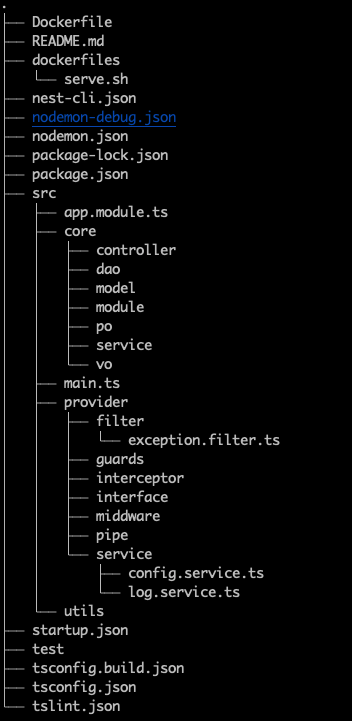 .
├── Dockerfile
├── README.md
├── dockerfiles
│   └── serve.sh
├── nest-cli.json
├── nodemon-debug.json
├── nodemon.json
├── package-lock.json
├── package.json
├── src
│   ├── app.module.ts
│   ├── core
│   │   ├── controller
│   │   ├── dao
│   │   ├── model
│   │   ├── module
│   │   ├── po
│   │   ├── service
│   │   └── vo
│   ├── main.ts
│   ├── provider
│   │   ├── filter
│   │   │   └── exception.filter.ts
│   │   ├── guards
│   │   ├── interceptor
│   │   ├── interface
│   │   ├── middware
│   │   ├── pipe
│   │   └── service
│   │       ├── config.service.ts
│   │       └── log.service.ts
│   └── utils
├── startup.json
├── test
├── tsconfig.build.json
├── tsconfig.json
└── tslint.json